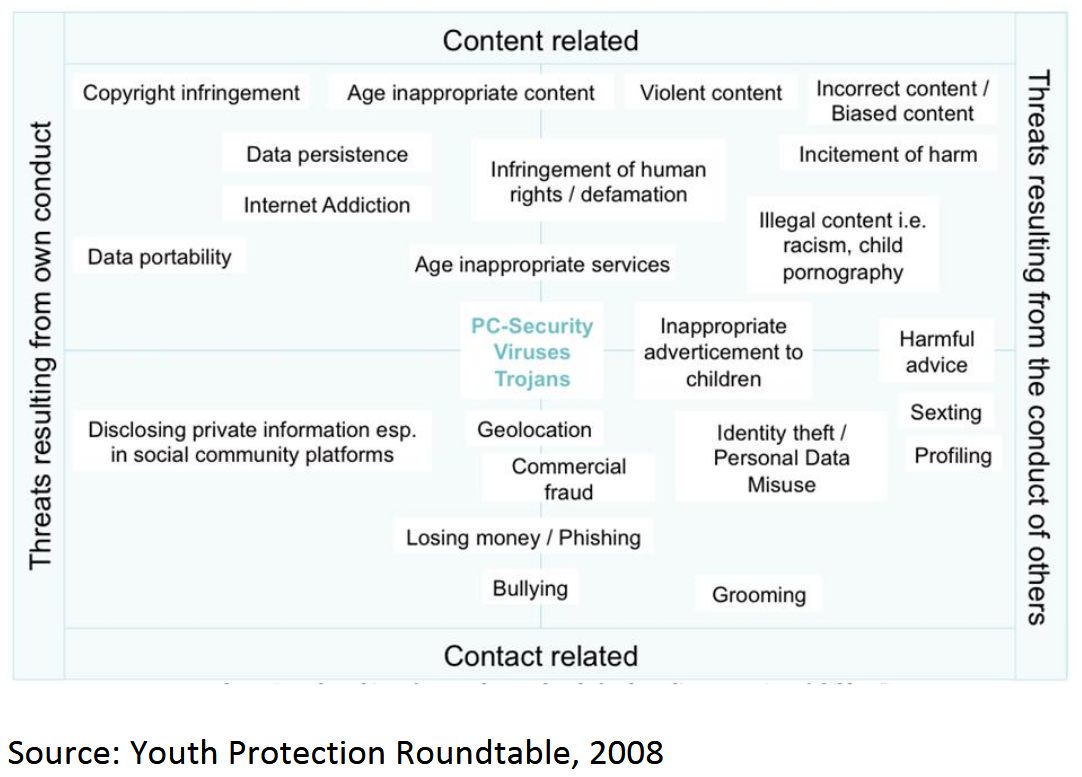 Content related
Threats resulting from own conduct
Threats resulting from the conduct of others
Copyright infringement
Age inappropriate content
Violent content
Incorrect content /
Biased content
Data persistence
Infringement of human
rights / defamation
Incitement of harm
Internet Addiction
Illegal content i.e.
racism, child
pornography
Data portability
Age inappropriate services
PC-Security
Viruses
Trojans
Inappropriate
adverticement to
children
Harmful
advice
Disclosing private information esp.
in social community platforms
Geolocation
Commercial
fraud
Identity theft /
Personal Data
Misuse
Sexting
Profiling
Losing money / Phishing
Bullying
Grooming
Contact related
Source: Youth Protection Roundtable, 2008